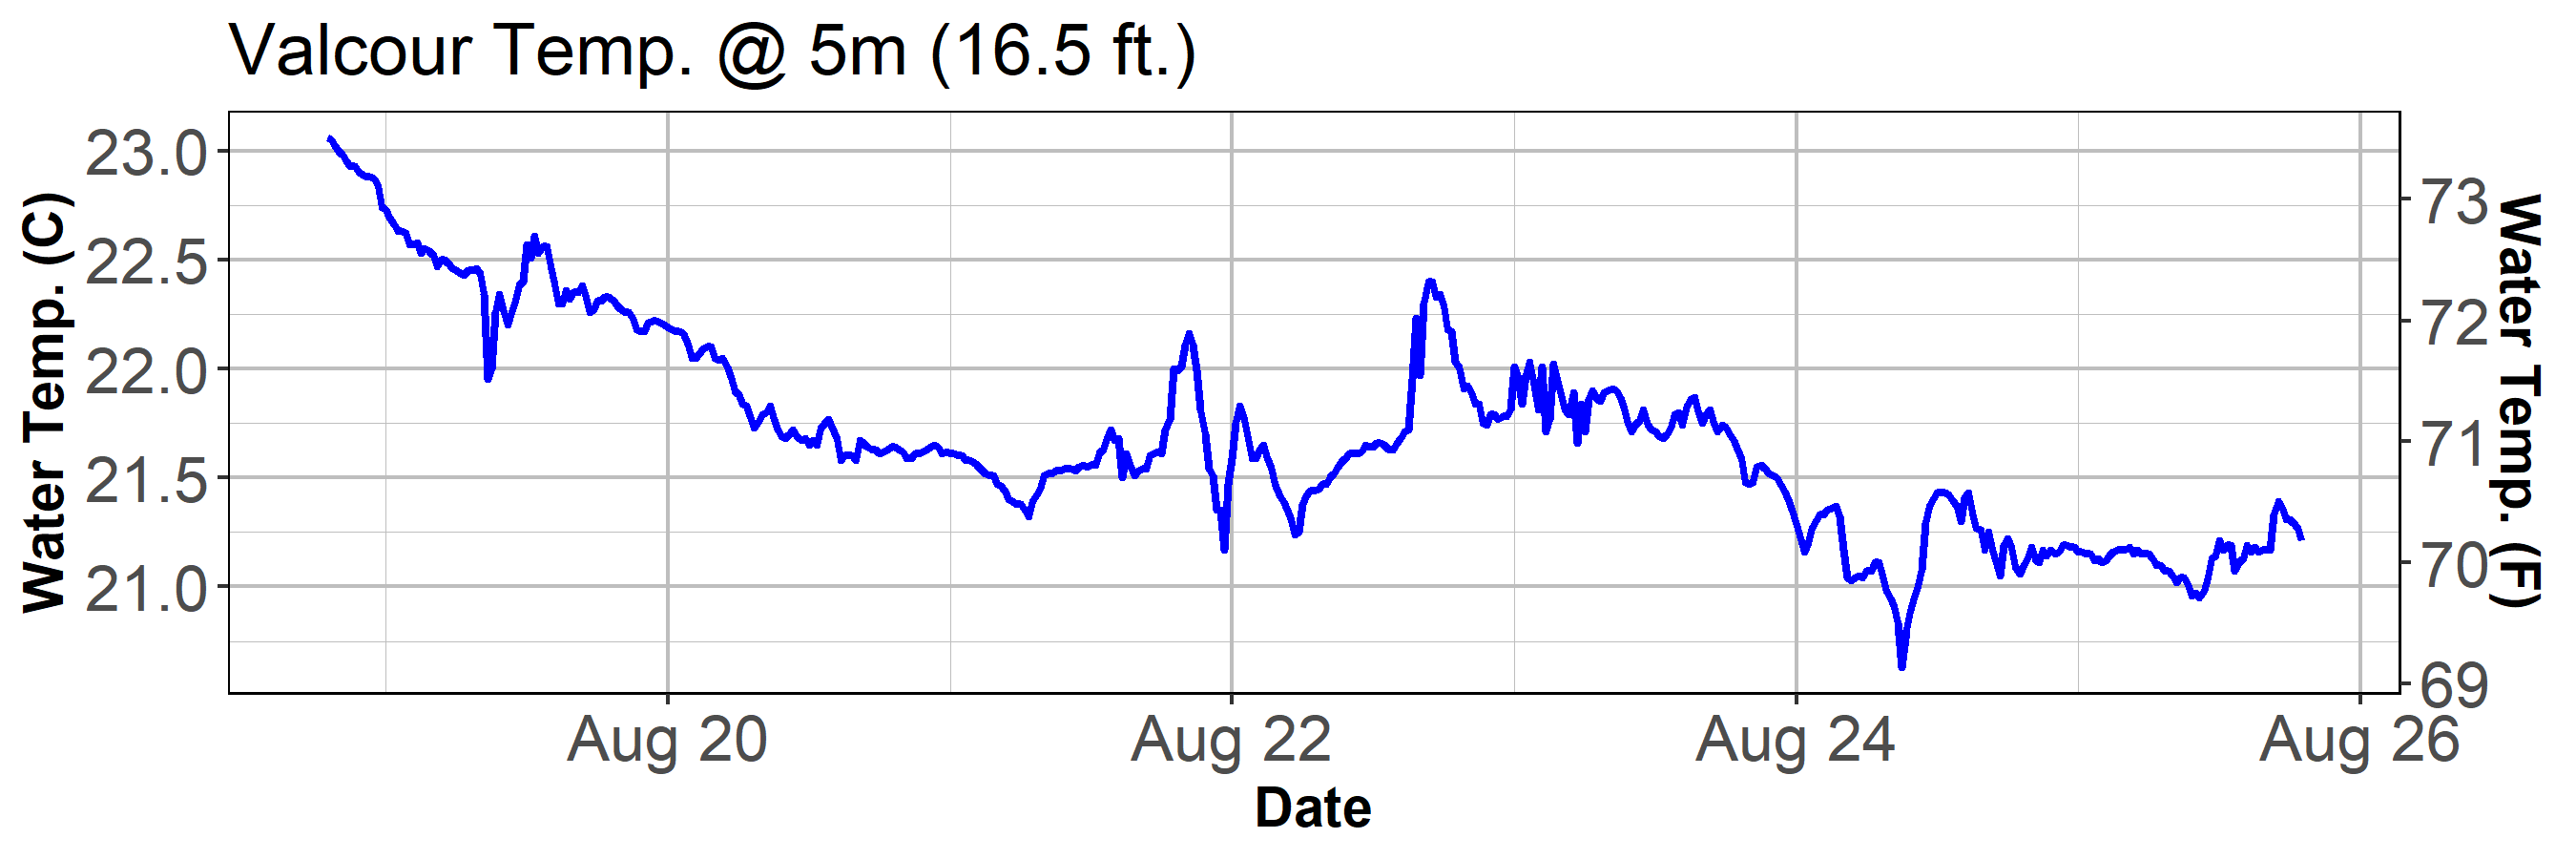 Valcour Temp. @ 5m (16.5 ft.)
Water Temp. (C)
23.0
22.5
22.0
21.5
21.0
73
72
71
70
69
Water Temp. (F)
Aug 20
Aug 22
Aug 24
Aug 26
Date